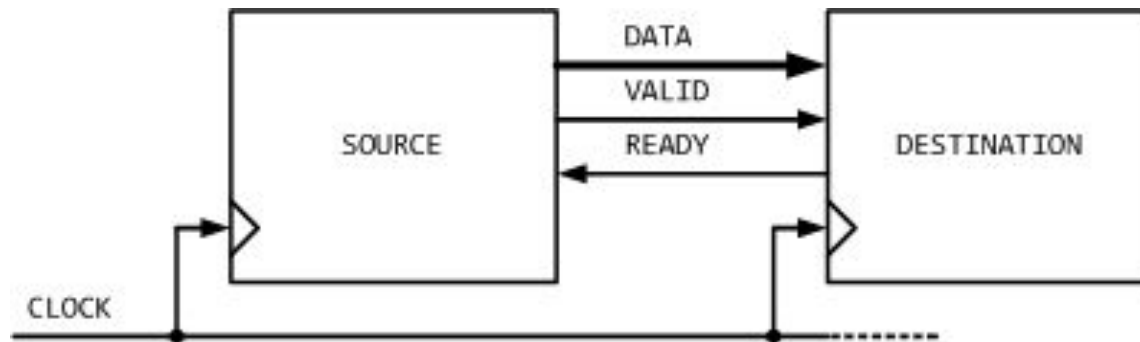 DATA
VALID
SOURCE
READY
DESTINATION
CLOCK